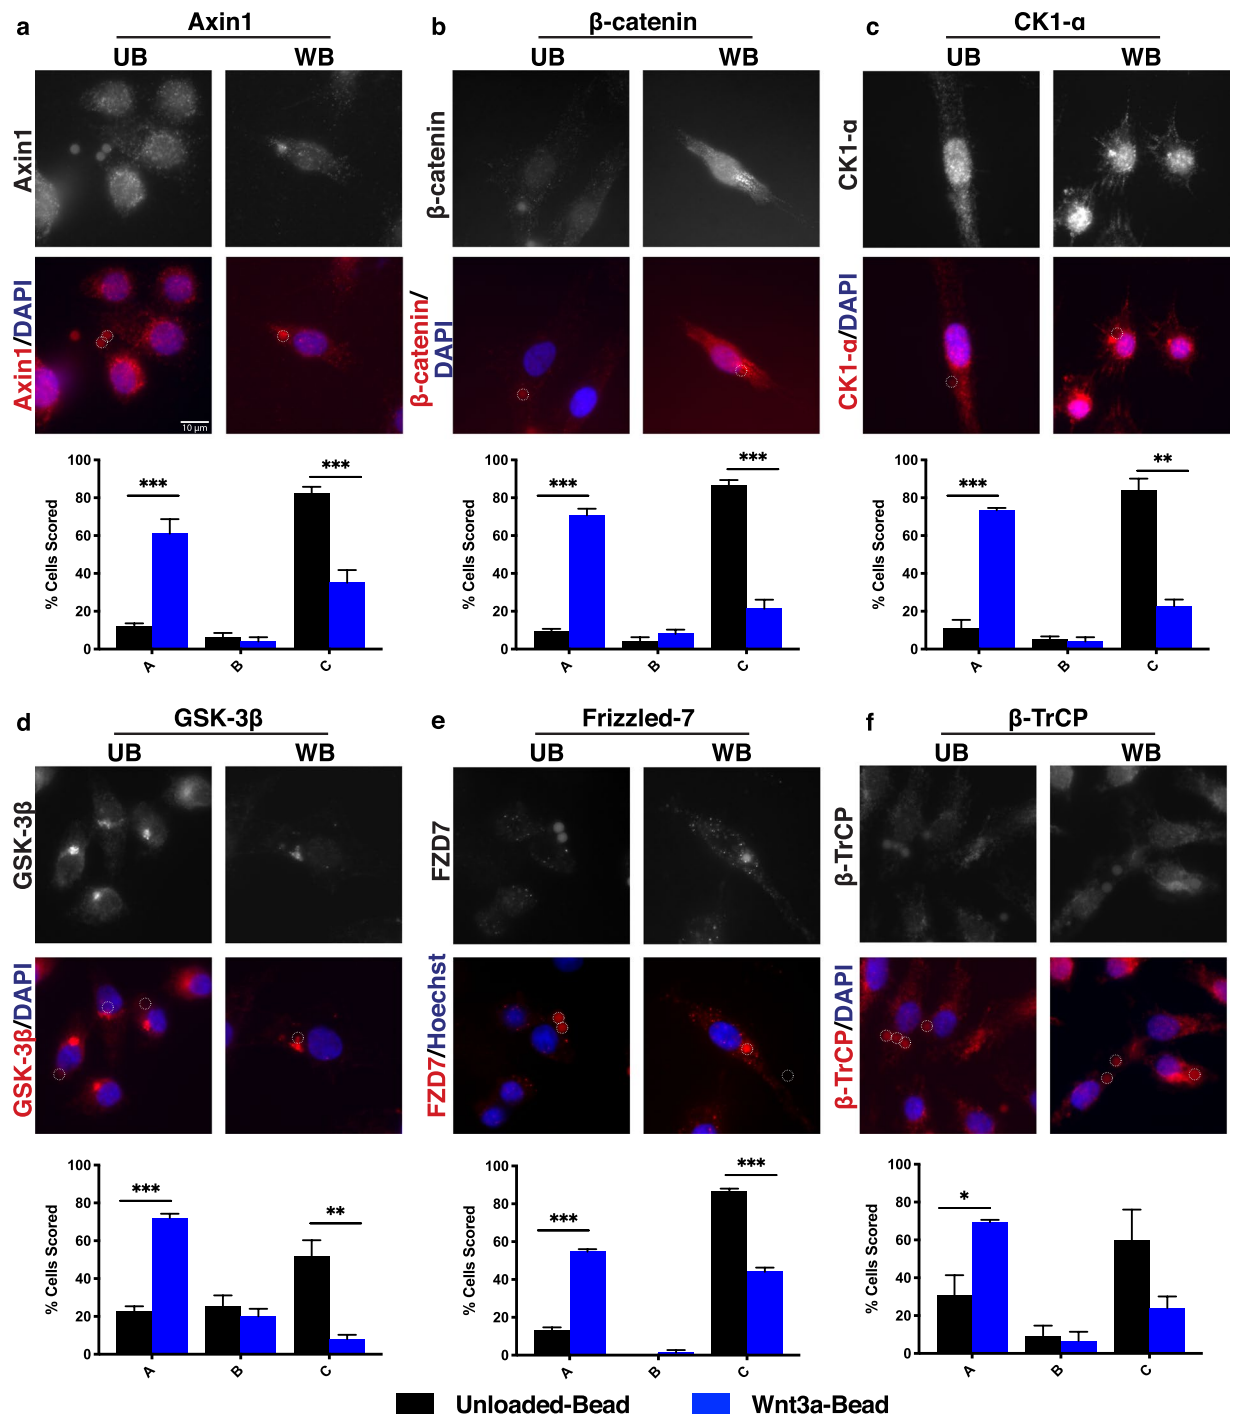 a
Axin1
UB
WB
Axin1
Axin1/DAPI
10 µm
% Cells Scored
100
80
60
40
20
0
***
***
A
B
C
b
β-catenin
UB
WB
β-catenin
β-catenin/
DAPI
% Cells Scored
100
80
60
40
20
0
***
***
A
B
C
c
CK1-α
UB
WB
CK1-α
CK1-α/DAPI
% Cells Scored
100
80
60
40
20
0
***
**
A
B
C
d
GSK-3β
UB
WB
GSK-3β
GSK-3β/DAPI
% Cells Scored
100
80
60
40
20
0
***
**
A
B
C
e
Frizzled-7
UB
WB
FZD7
FZD7/Hoechst
% Cells Scored
100
80
60
40
20
0
***
***
A
B
C
f
β-TrCP
UB
WB
β-TrCP
β-TrCP/DAPI
% Cells Scored
100
80
60
40
20
0
*
A
B
C
Unloaded-Bead
Wnt3a-Bead